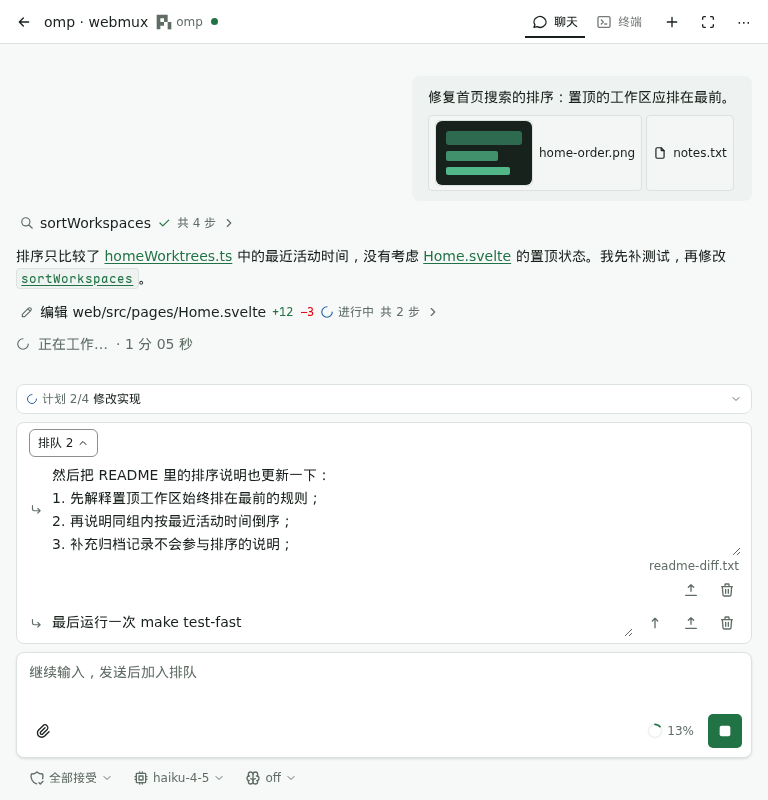 omp · webmux omp
聊天
终端
修复首页搜索的排序：置顶的工作区应排在最前。
home-order.png
notes.txt
sortWorkspaces 共 4 步
排序只比较了 homeWorktrees.ts 中的最近活动时间，没有考虑 Home.svelte 的置顶状态。我先补测试，再修改
sortWorkspaces。
编辑 web/src/pages/Home.svelte +12 −3 进行中 共 2 步
正在工作… · 1 分 05 秒
计划 2/4 修改实现
排队 2
然后把 README 里的排序说明也更新一下：
1. 先解释置顶工作区始终排在最前的规则；
2. 再说明同组内按最近活动时间倒序；
3. 补充归档记录不会参与排序的说明；
readme-diff.txt
最后运行一次 make test-fast
继续输入，发送后加入排队
13%
全部接受
haiku-4-5
off